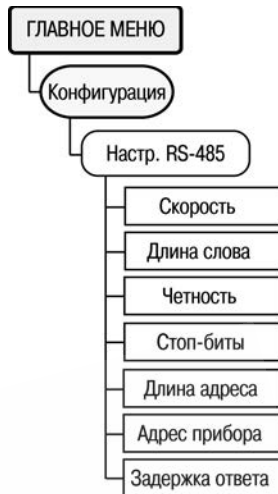 ГЛАВНОЕ МЕНЮ
Конфигурация
Настр. RS-485
Скорость
Длина слова
Четность
Стоп-биты
Длина адреса
Адрес прибора
Задержка ответа